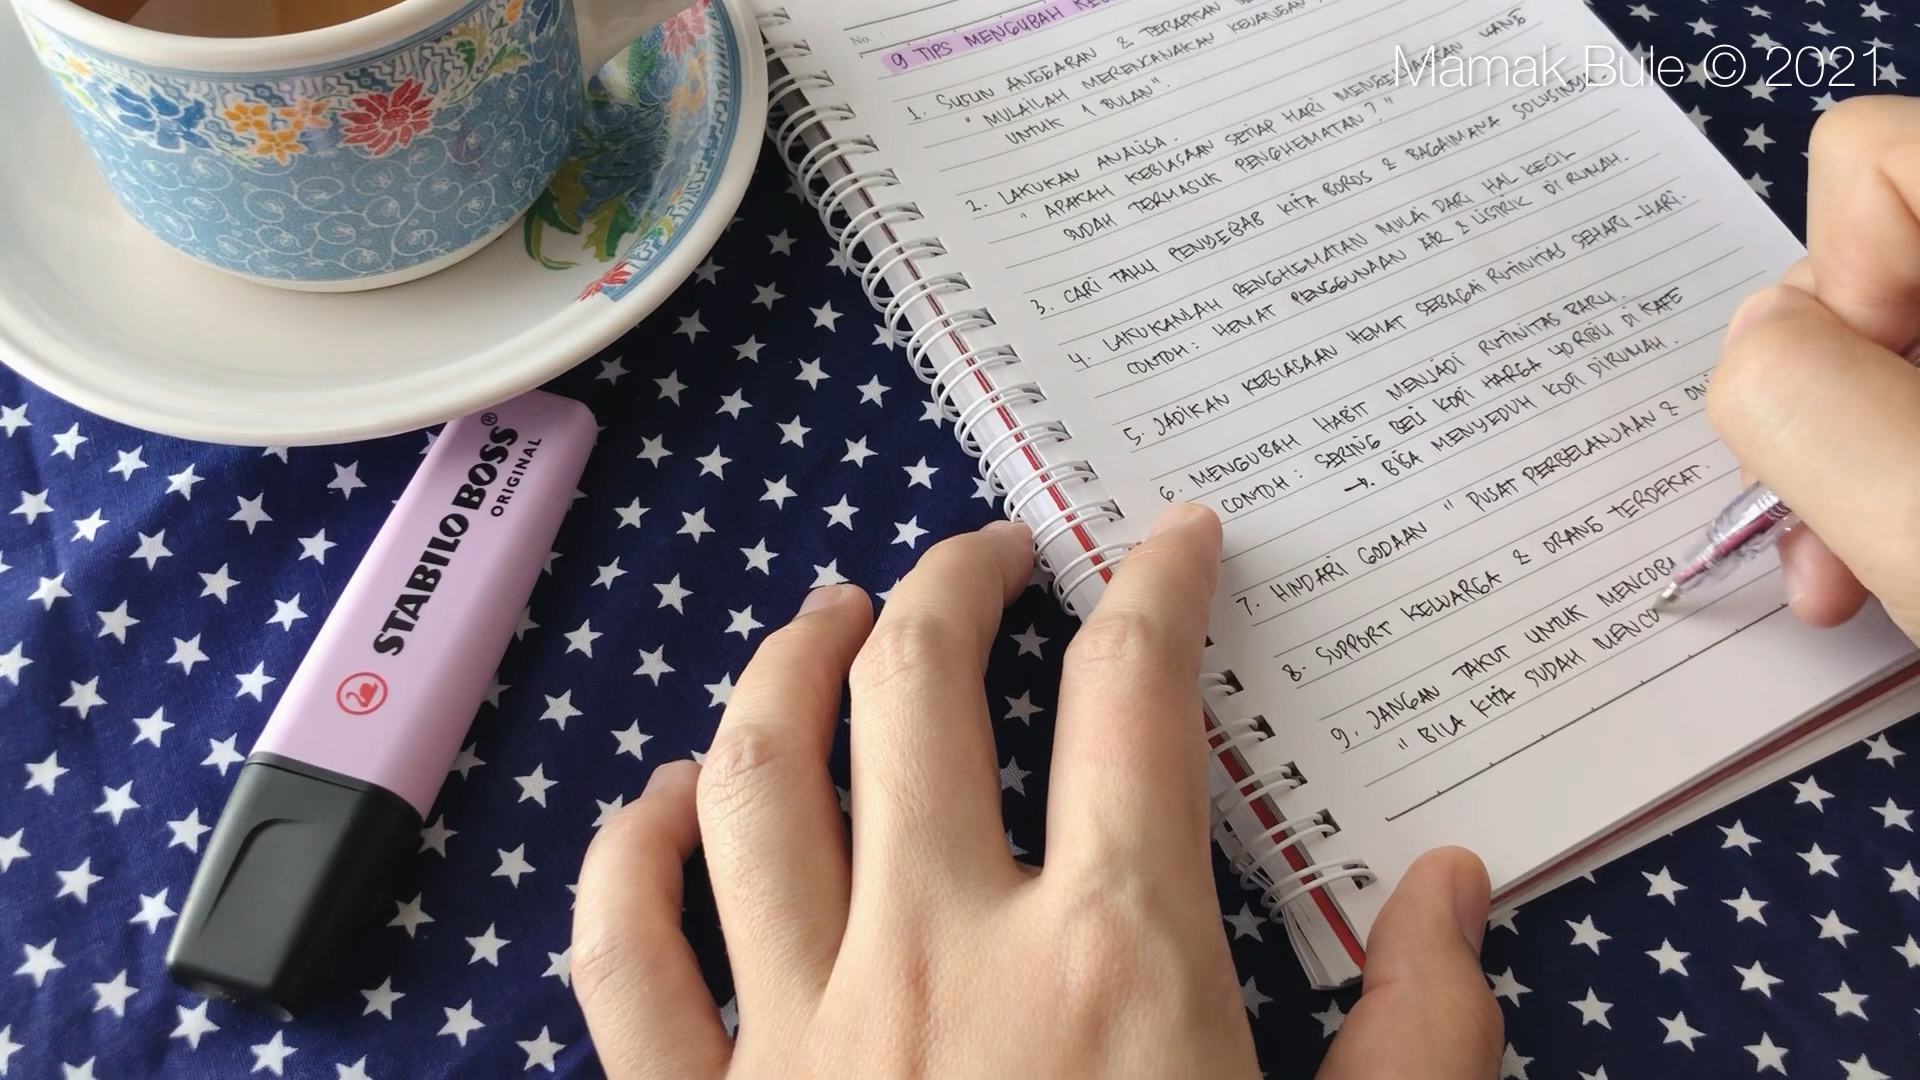 Mamak Bule © 2021
No. :
9 TIPS MENGUBAH
1. SUSUN ANGGARAN & TERAPKAN
" MULAILAH MERENCANAKAN KEUANGAN
UNTUK 1 BULAN".
2. LAKUKAN ANALISA.
" APAKAH KEBIASAAN SETIAP HARI UANG
SUDAH TERMASUK PENGHEMATAN ? "
3. CARI TAHU PENYEBAB KITA BOROS & BAGAIMANA SOLUSINYA.
4. LAKUKANLAH PENGHEMATAN MULAI DARI HAL KECIL
CONTOH : HEMAT PENGGUNAAN AIR & LISTRIK DI RUMAH.
5. JADIKAN KEBIASAAN HEMAT SEBAGAI RUTINITAS SEHARI-HARI.
6. MENGUBAH HABIT MENJADI RUTINITAS BARU.
CONTOH : SERING BELI KOPI HARGA 40 RIBU DI KAFE
→ BISA MENYEDUH KOPI DIRUMAH.
7. HINDARI GODAAN " PUSAT PERBELANJAAN & ONL
8. SUPPORT KELUARGA & ORANG TERDEKAT.
9. JANGAN TAKUT UNTUK MENCOBA
" BILA KITA SUDAH MENCO
STABILO BOSS®
ORIGINAL